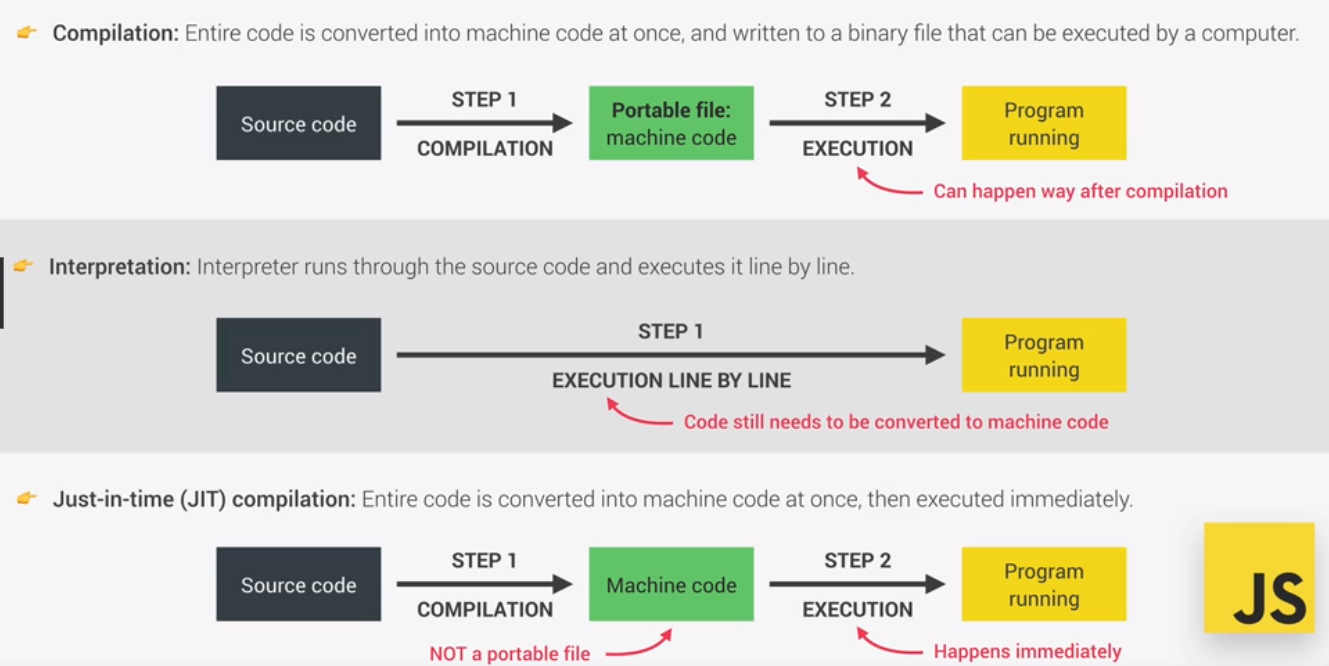 Compilation: Entire code is converted into machine code at once, and written to a binary file that can be executed by a computer.
Source code
STEP 1
COMPILATION
Portable file:
machine code
STEP 2
EXECUTION
Program
running
Can happen way after compilation
Interpretation: Interpreter runs through the source code and executes it line by line.
Source code
STEP 1
EXECUTION LINE BY LINE
Program
running
Code still needs to be converted to machine code
Just-in-time (JIT) compilation: Entire code is converted into machine code at once, then executed immediately.
Source code
STEP 1
COMPILATION
Machine code
STEP 2
EXECUTION
Program
running
NOT a portable file
Happens immediately
JS